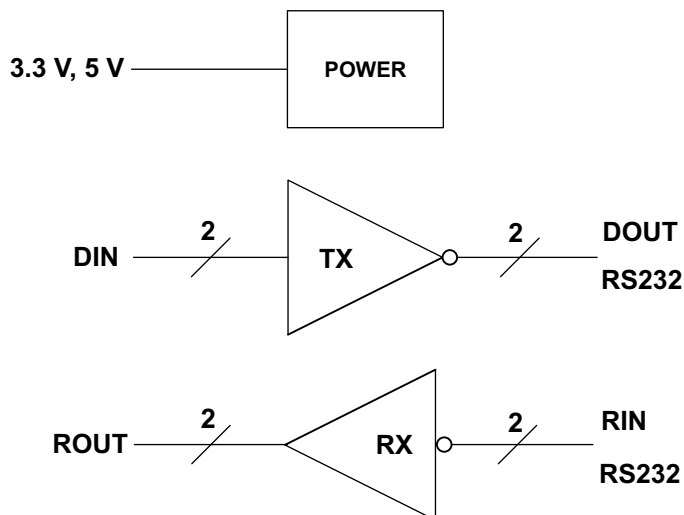 3.3 V, 5 V
POWER
2
2
DIN
TX
DOUT
RS232
2
2
ROUT
RX
RIN
RS232